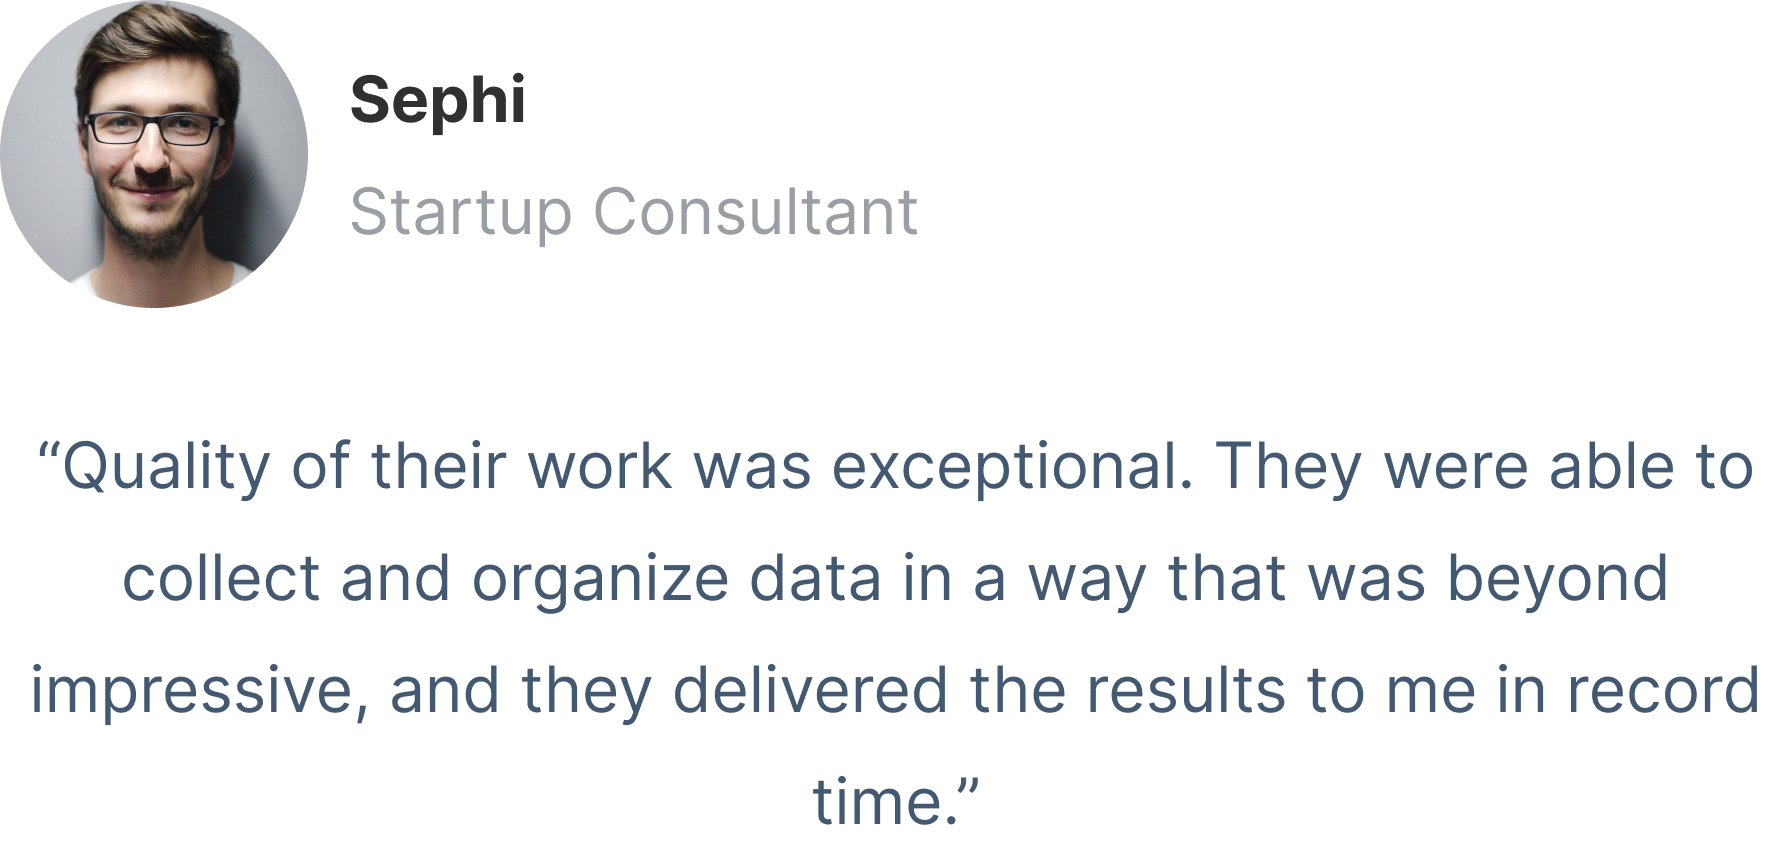 Sephi
Startup Consultant
“Quality of their work was exceptional. They were able to
collect and organize data in a way that was beyond
impressive, and they delivered the results to me in record
time.”